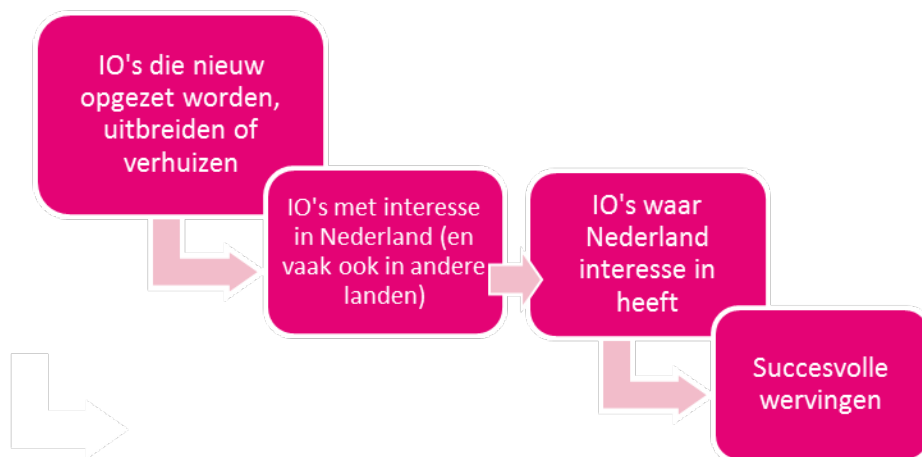 IO's die nieuw
opgezet worden,
uitbreiden of
verhuizen
IO's met interesse
in Nederland (en
vaak ook in andere
landen)
IO's waar
Nederland
interesse in
heeft
Succesvolle
wervingen